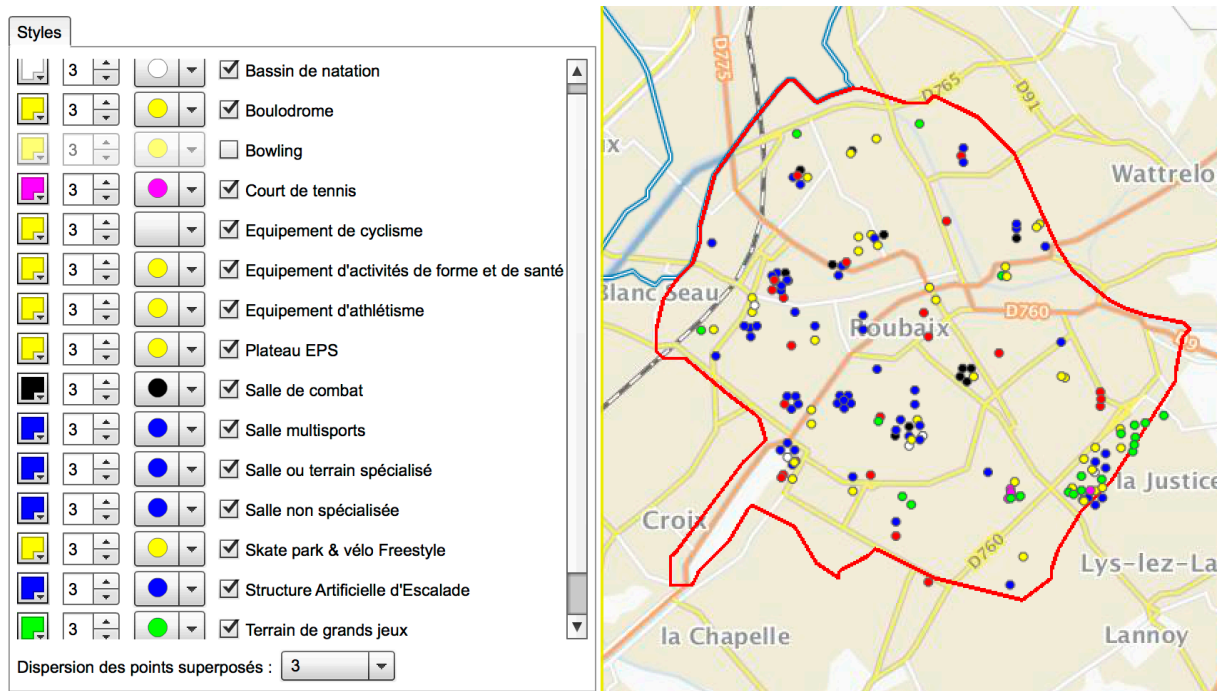 Styles
3 Bassin de natation
3 Boulodrome
3 Bowling
3 Court de tennis
3 Equipement de cyclisme
3 Equipement d'activités de forme et de santé
3 Equipement d'athlétisme
3 Plateau EPS
3 Salle de combat
3 Salle multisports
3 Salle ou terrain spécialisé
3 Salle non spécialisée
3 Skate park & vélo Freestyle
3 Structure Artificielle d'Escalade
3 Terrain de grands jeux
Dispersion des points superposés : 3
D775
D765
D91
Wattrelo
Blanc Seau
D760
Roubaix
la Justice
Croix
D760
Lys-lez-La
la Chapelle
Lannoy